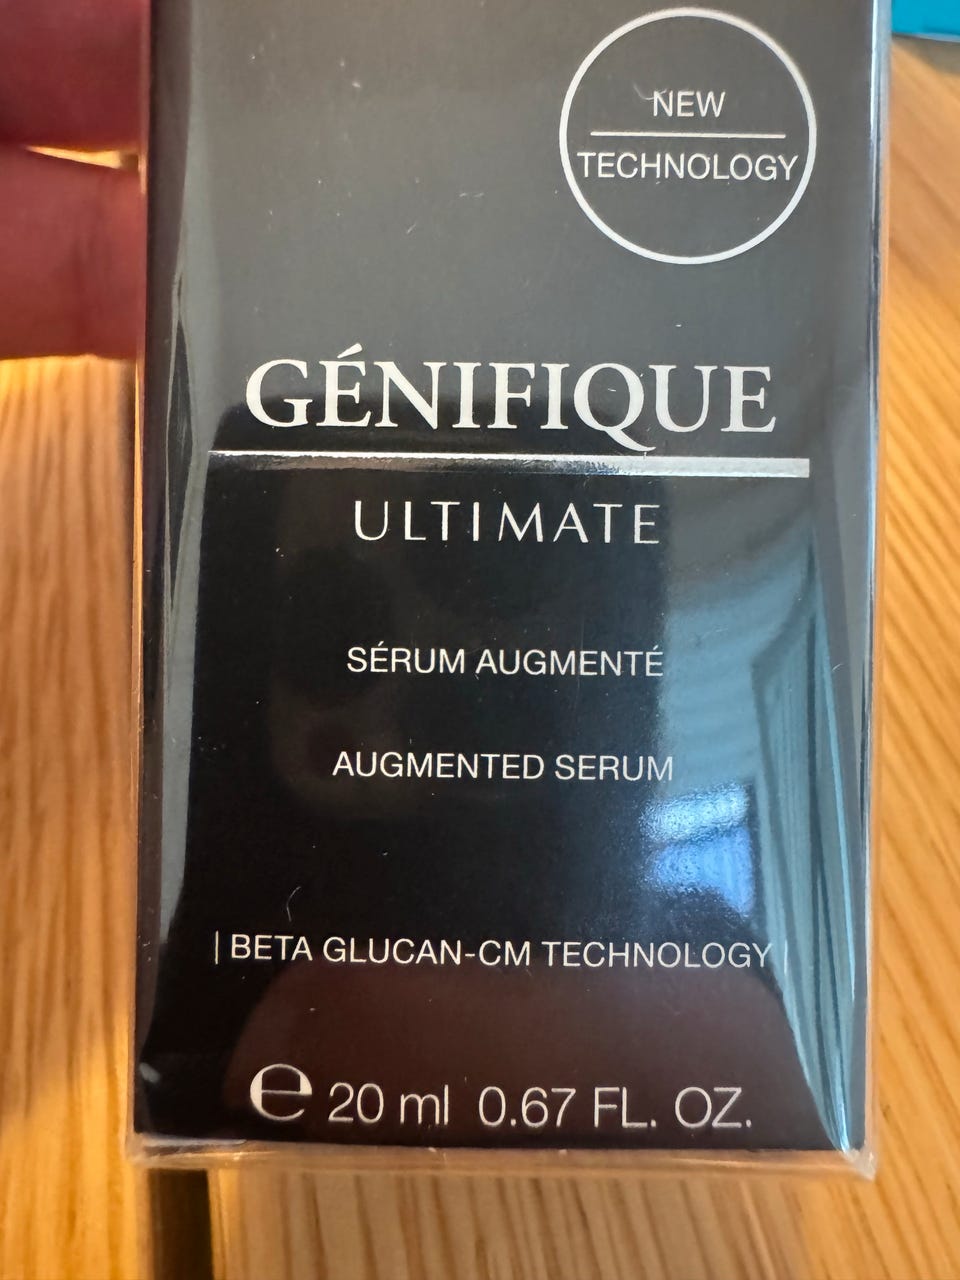 NEW
TECHNOLOGY
GÉNIFIQUE
ULTIMATE
SÉRUM AUGMENTÉ
AUGMENTED SERUM
| BETA GLUCAN-CM TECHNOLOGY |
℮ 20 ml 0.67 FL. OZ.